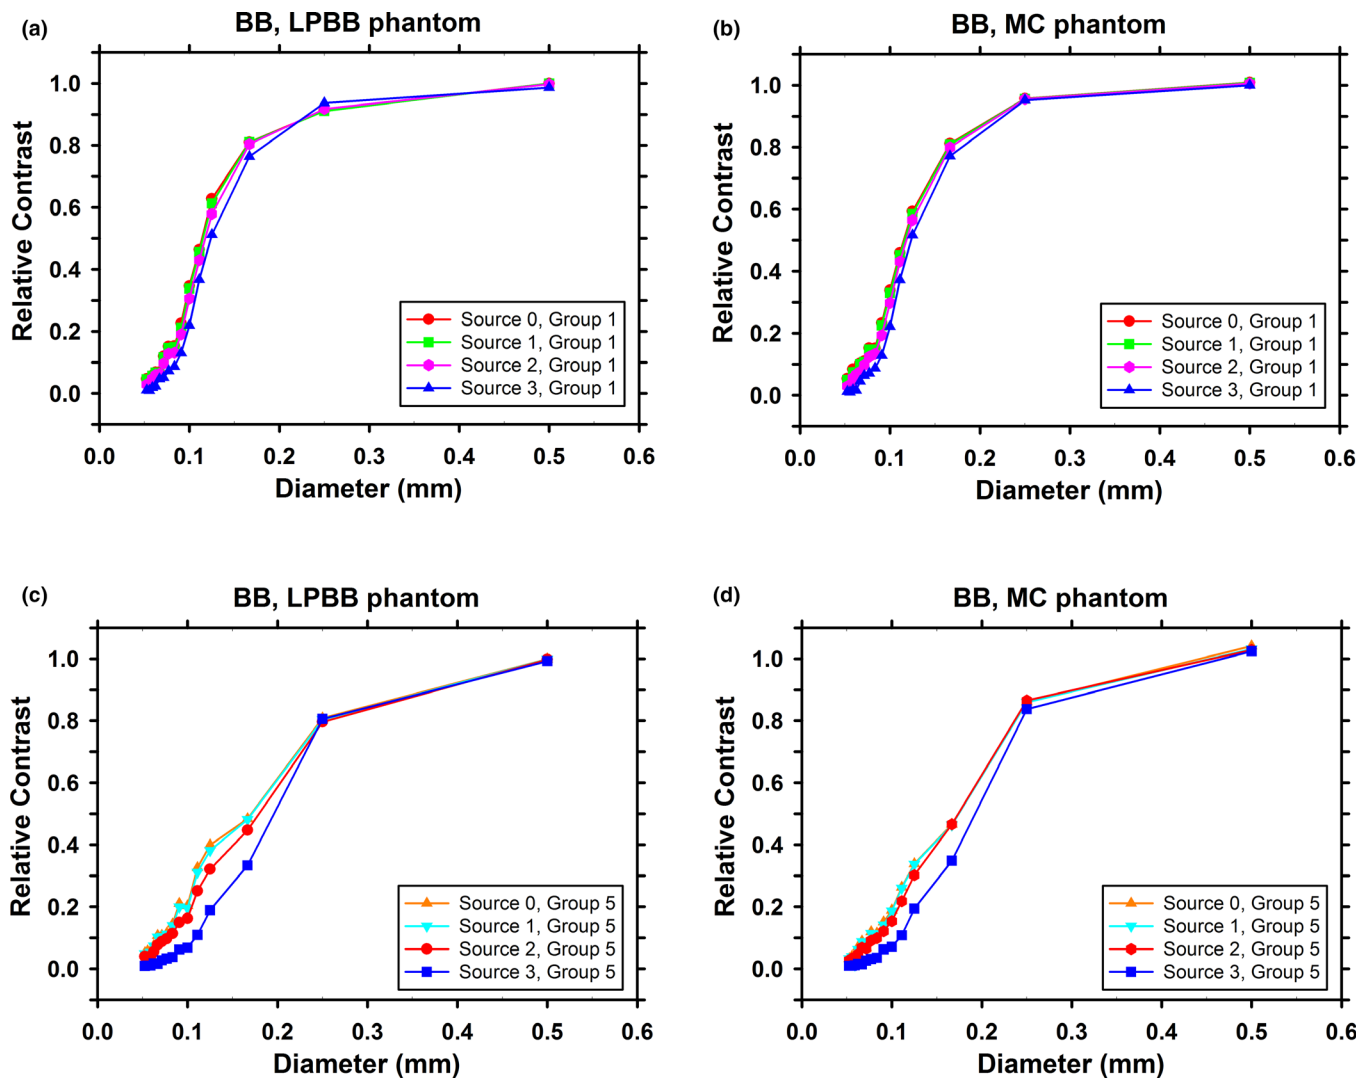 (a)
BB, LPBB phantom
Relative Contrast
1.0
0.8
0.6
0.4
0.2
0.0
Source 0, Group 1
Source 1, Group 1
Source 2, Group 1
Source 3, Group 1
0.0 0.1 0.2 0.3 0.4 0.5 0.6
Diameter (mm)
(b)
BB, MC phantom
Relative Contrast
1.0
0.8
0.6
0.4
0.2
0.0
Source 0, Group 1
Source 1, Group 1
Source 2, Group 1
Source 3, Group 1
0.0 0.1 0.2 0.3 0.4 0.5 0.6
Diameter (mm)
(c)
BB, LPBB phantom
Relative Contrast
1.0
0.8
0.6
0.4
0.2
0.0
Source 0, Group 5
Source 1, Group 5
Source 2, Group 5
Source 3, Group 5
0.0 0.1 0.2 0.3 0.4 0.5 0.6
Diameter (mm)
(d)
BB, MC phantom
Relative Contrast
1.0
0.8
0.6
0.4
0.2
0.0
Source 0, Group 5
Source 1, Group 5
Source 2, Group 5
Source 3, Group 5
0.0 0.1 0.2 0.3 0.4 0.5 0.6
Diameter (mm)